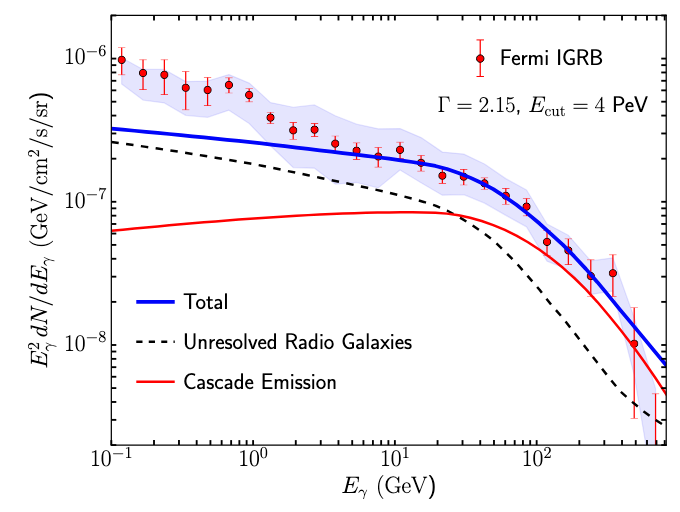 Fermi IGRB
Γ = 2.15, E_cut = 4 PeV
10^−6
10^−7
10^−8
E_γ^2 dN/dE_γ (GeV/cm^2/s/sr)
Total
Unresolved Radio Galaxies
Cascade Emission
10^−1 10^0 10^1 10^2
E_γ (GeV)